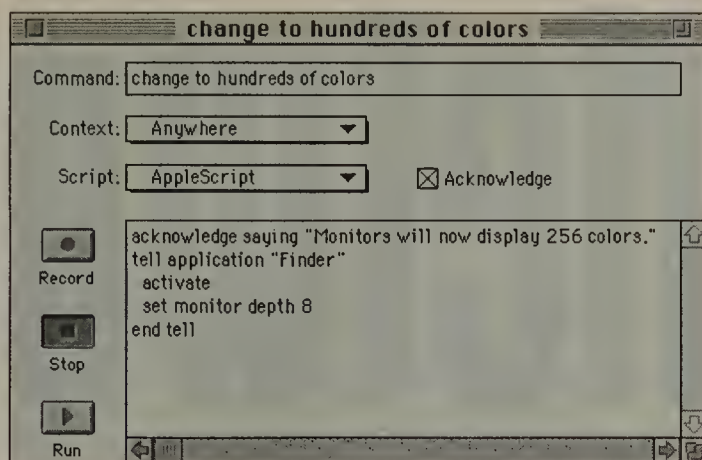 change to hundreds of colors
Command: change to hundreds of colors
Context: Anywhere
Script: AppleScript Acknowledge
acknowledge saying "Monitors will now display 256 colors."
tell application "Finder"
activate
set monitor depth 8
end tell
Record
Stop
Run